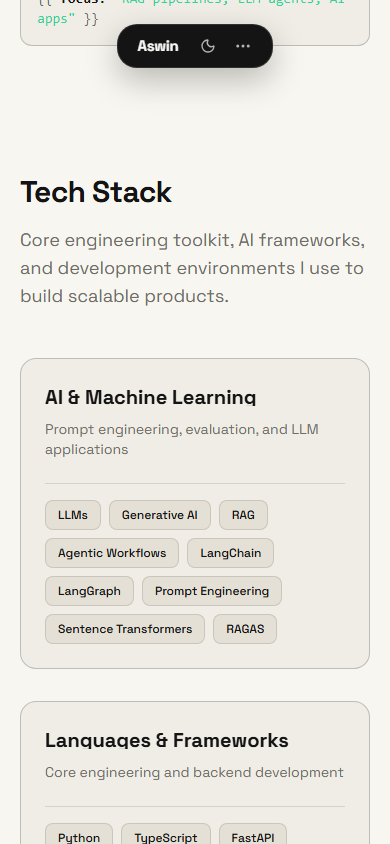 {{ focus: "RAG pipelines, LLM agents, AI
apps" }}
Aswin
Tech Stack
Core engineering toolkit, AI frameworks,
and development environments I use to
build scalable products.
AI & Machine Learning
Prompt engineering, evaluation, and LLM
applications
LLMs
Generative AI
RAG
Agentic Workflows
LangChain
LangGraph
Prompt Engineering
Sentence Transformers
RAGAS
Languages & Frameworks
Core engineering and backend development
Python
TypeScript
FastAPI